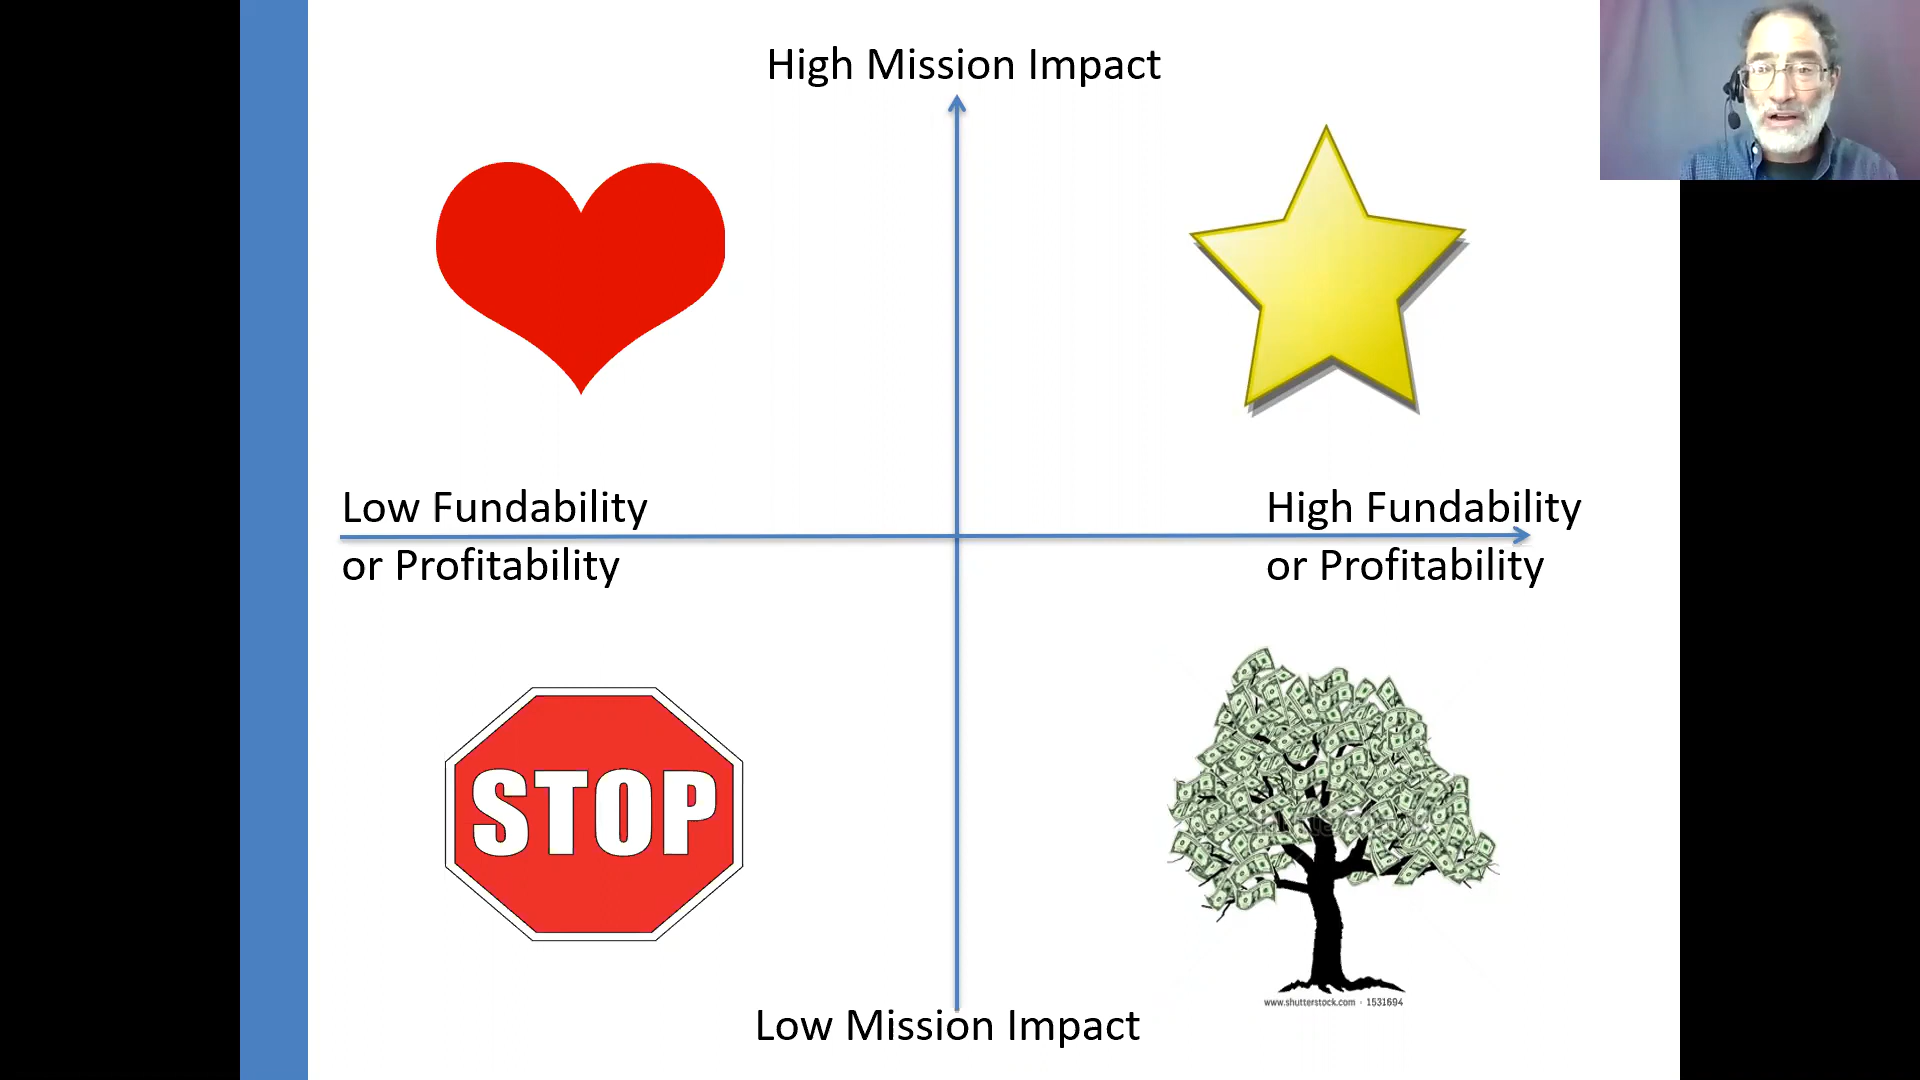 High Mission Impact
Low Fundability
or Profitability
High Fundability
or Profitability
STOP
www.shutterstock.com · 1531694
Low Mission Impact